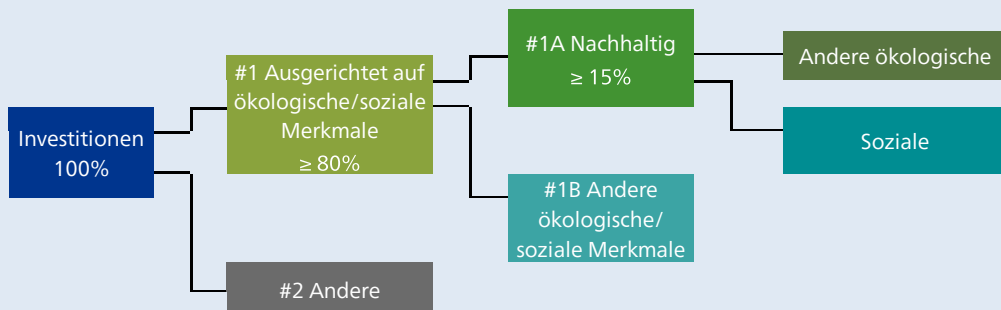 Investitionen
100%
#1 Ausgerichtet auf
ökologische/soziale
Merkmale
≥ 80%
#2 Andere
#1A Nachhaltig
≥ 15%
#1B Andere
ökologische/
soziale Merkmale
Andere ökologische
Soziale